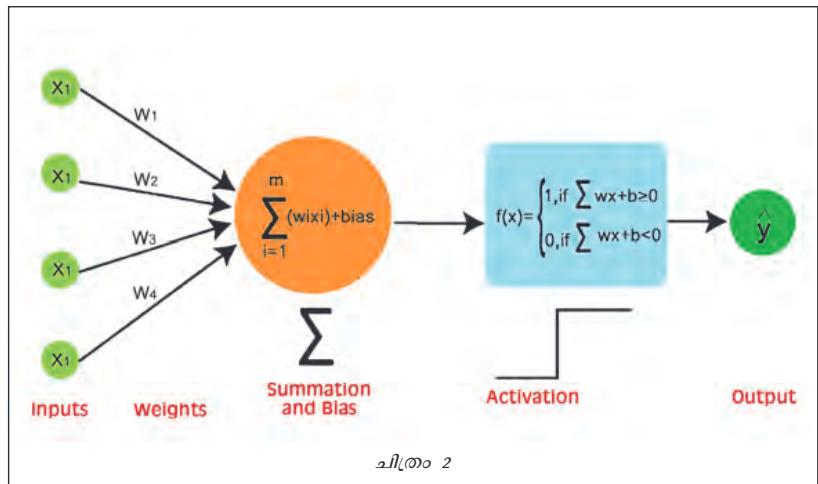 X1
W1
X1
W2
X1
W3
X1
W4
m
∑(wixi)+bias
i=1
∑
f(x)={1,if ∑ wx+b≥0
0,if ∑ wx+b<0
ŷ
Inputs
Weights
Summation
and Bias
Activation
Output
ചിത്രം 2